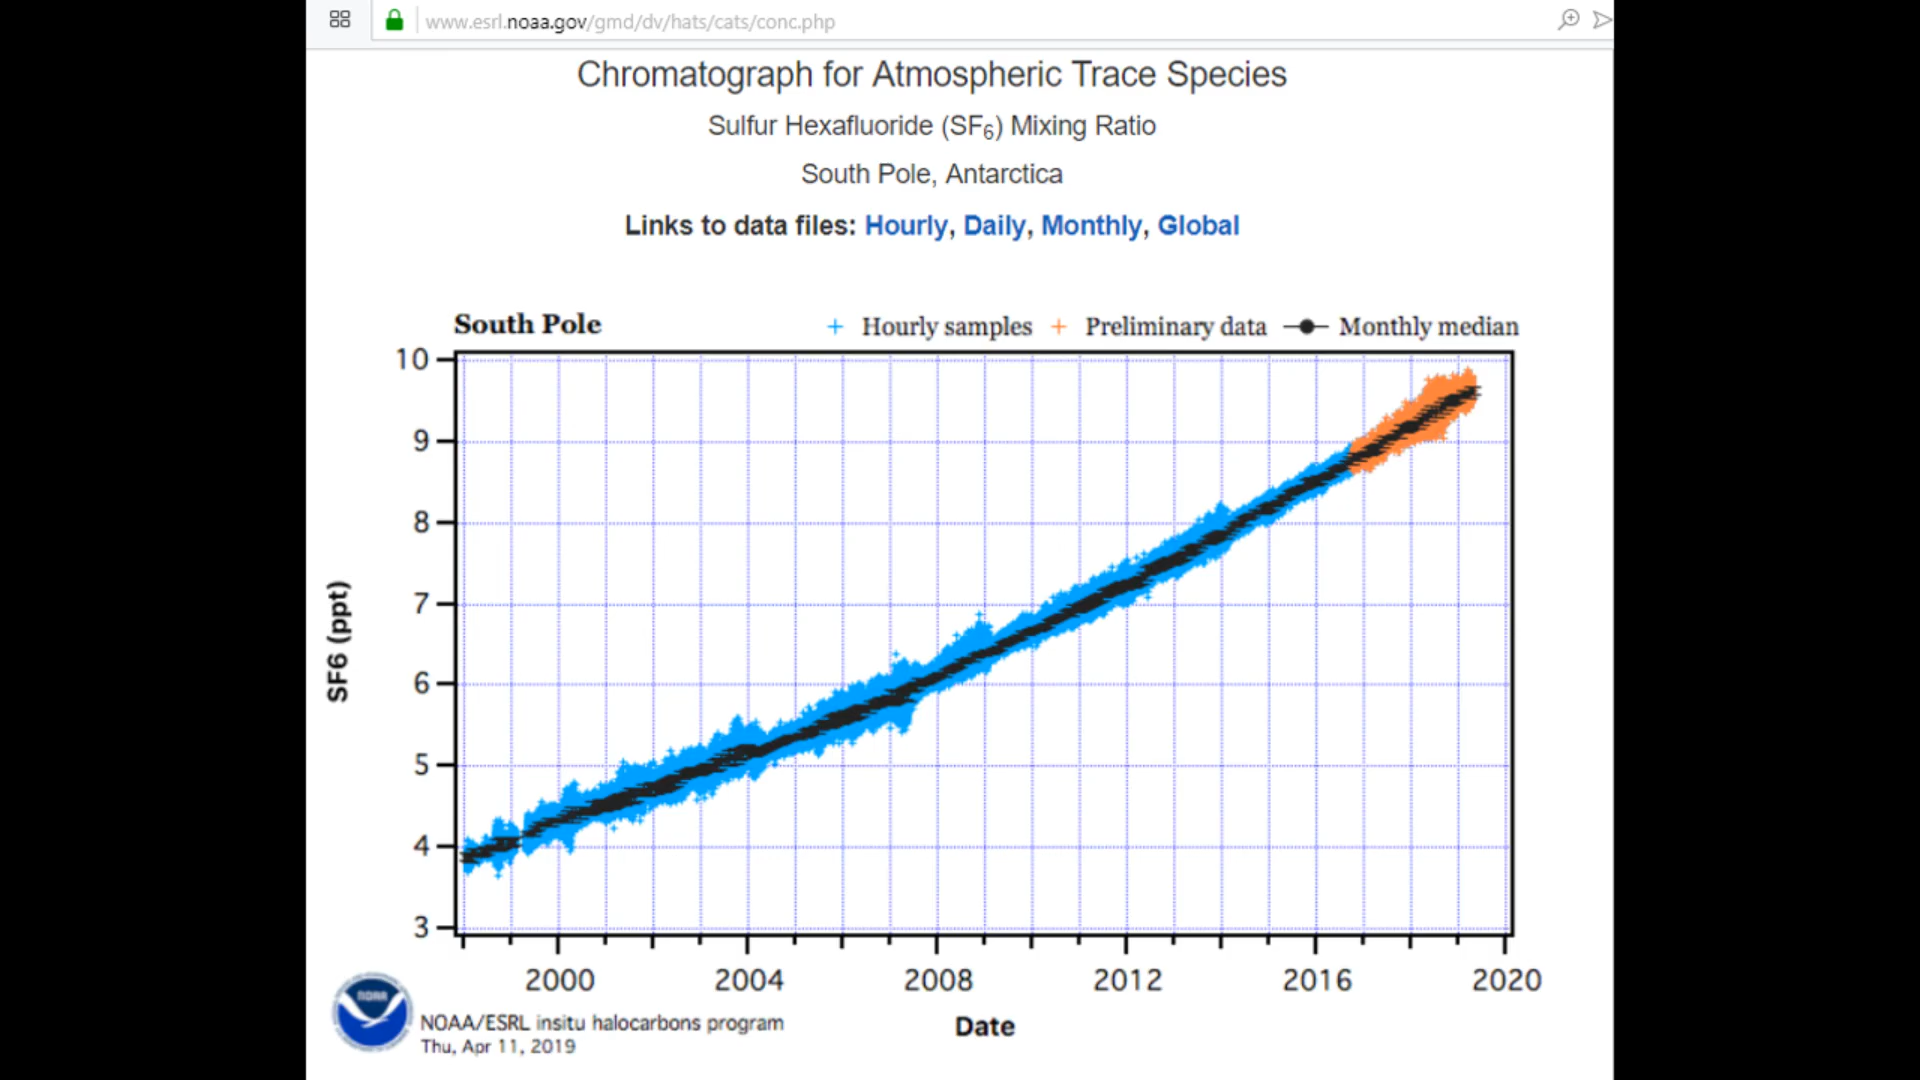 www.esrl.noaa.gov/gmd/dv/hats/cats/conc.php
Chromatograph for Atmospheric Trace Species
Sulfur Hexafluoride (SF6) Mixing Ratio
South Pole, Antarctica
Links to data files: Hourly, Daily, Monthly, Global
South Pole
Hourly samples
Preliminary data
Monthly median
10
9
8
7
6
5
4
3
SF6 (ppt)
2000
2004
2008
2012
2016
2020
Date
NOAA
NOAA/ESRL insitu halocarbons program
Thu, Apr 11, 2019